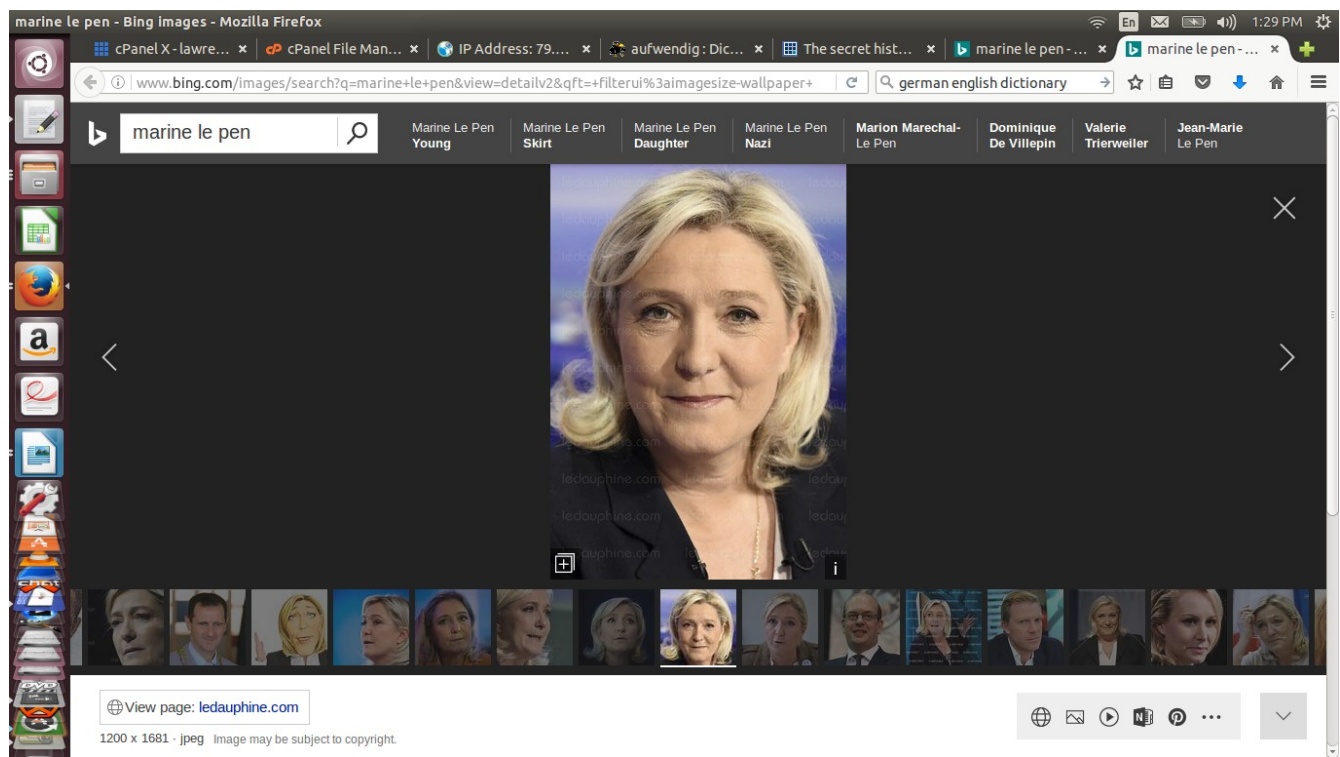 marine le pen - Bing images - Mozilla Firefox
En
1:29 PM
cPanel X - lawre...
cPanel File Man...
IP Address: 79....
aufwendig : Dic...
The secret hist...
marine le pen - ...
marine le pen - ...
www.bing.com/images/search?q=marine+le+pen&view=detailv2&qft=+filterui%3aimagesize-wallpaper+
german english dictionary
marine le pen
Marine Le Pen Young
Marine Le Pen Skirt
Marine Le Pen Daughter
Marine Le Pen Nazi
Marion Marechal-Le Pen
Dominique De Villepin
Valerie Trierweiler
Jean-Marie Le Pen
a
ledauphine.com
ledauphine.com
i
View page: ledauphine.com
1200 x 1681 · jpeg Image may be subject to copyright.
N